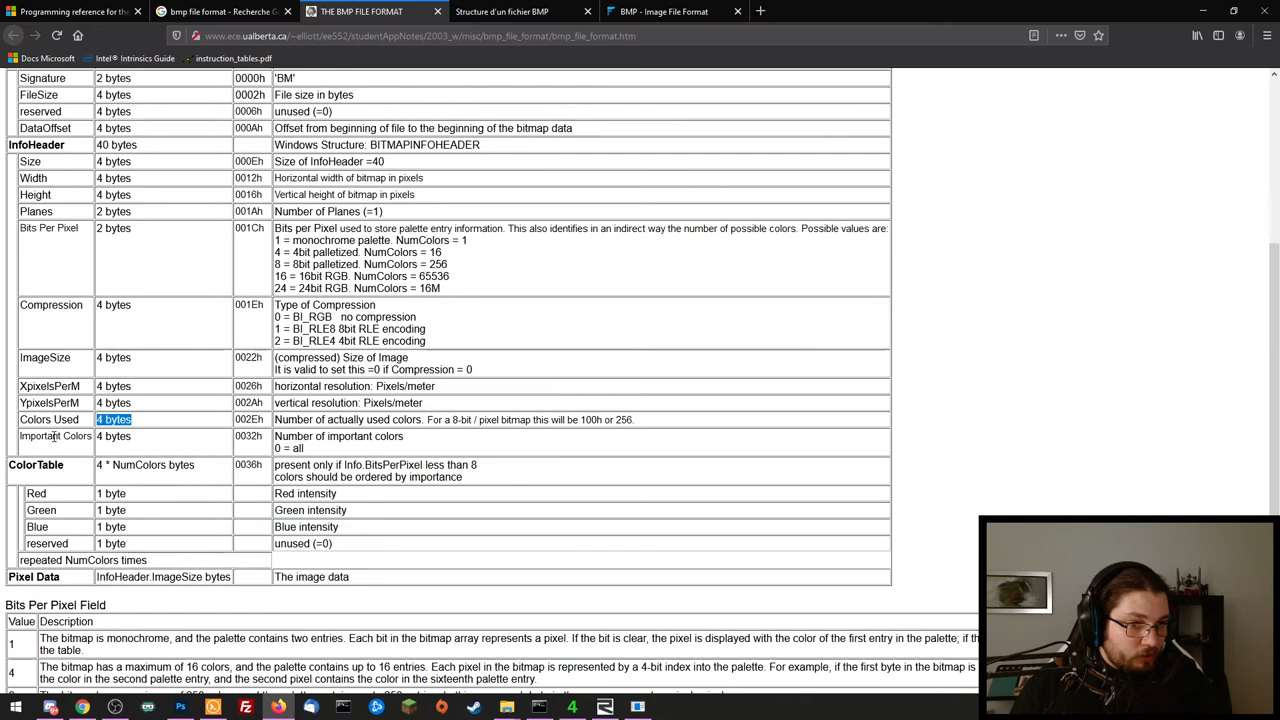 Programming reference for the
bmp file format - Recherche G
THE BMP FILE FORMAT
Structure d'un fichier BMP
BMP - Image File Format
www.ece.ualberta.ca/~elliott/ee552/studentAppNotes/2003_w/misc/bmp_file_format/bmp_file_format.htm
Docs Microsoft
Intel® Intrinsics Guide
instruction_tables.pdf
Signature 2 bytes 0000h 'BM'
FileSize 4 bytes 0002h File size in bytes
reserved 4 bytes 0006h unused (=0)
DataOffset 4 bytes 000Ah Offset from beginning of file to the beginning of the bitmap data
InfoHeader 40 bytes Windows Structure: BITMAPINFOHEADER
Size 4 bytes 000Eh Size of InfoHeader =40
Width 4 bytes 0012h Horizontal width of bitmap in pixels
Height 4 bytes 0016h Vertical height of bitmap in pixels
Planes 2 bytes 001Ah Number of Planes (=1)
Bits Per Pixel 2 bytes 001Ch Bits per Pixel used to store palette entry information. This also identifies in an indirect way the number of possible colors. Possible values are:
1 = monochrome palette. NumColors = 1
4 = 4bit palletized. NumColors = 16
8 = 8bit palletized. NumColors = 256
16 = 16bit RGB. NumColors = 65536
24 = 24bit RGB. NumColors = 16M
Compression 4 bytes 001Eh Type of Compression
0 = BI_RGB no compression
1 = BI_RLE8 8bit RLE encoding
2 = BI_RLE4 4bit RLE encoding
ImageSize 4 bytes 0022h (compressed) Size of Image
It is valid to set this =0 if Compression = 0
XpixelsPerM 4 bytes 0026h horizontal resolution: Pixels/meter
YpixelsPerM 4 bytes 002Ah vertical resolution: Pixels/meter
Colors Used 4 bytes 002Eh Number of actually used colors. For a 8-bit / pixel bitmap this will be 100h or 256.
Important Colors 4 bytes 0032h Number of important colors
0 = all
ColorTable 4 * NumColors bytes 0036h present only if Info.BitsPerPixel less than 8
colors should be ordered by importance
Red 1 byte Red intensity
Green 1 byte Green intensity
Blue 1 byte Blue intensity
reserved 1 byte unused (=0)
repeated NumColors times
Pixel Data InfoHeader.ImageSize bytes The image data
Bits Per Pixel Field
Value Description
1 The bitmap is monochrome, and the palette contains two entries. Each bit in the bitmap array represents a pixel. If the bit is clear, the pixel is displayed with the color of the first entry in the palette; if
the table.
4 The bitmap has a maximum of 16 colors, and the palette contains up to 16 entries. Each pixel in the bitmap is represented by a 4-bit index into the palette. For example, if the first byte in the bitmap is
the color in the second palette entry, and the second pixel contains the color in the sixteenth palette entry.